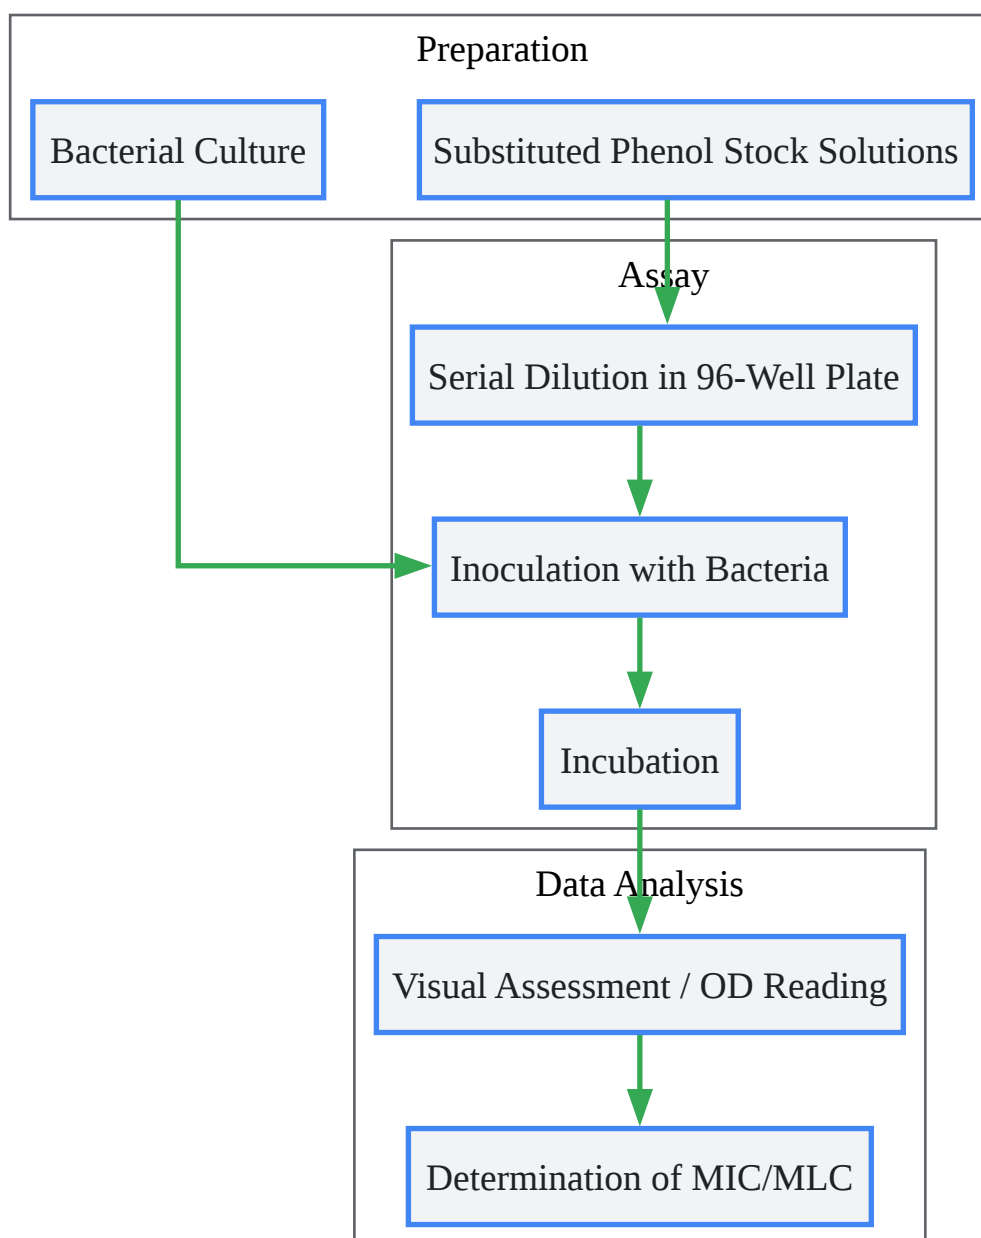 Preparation
Bacterial Culture
Substituted Phenol Stock Solutions
Assay
Serial Dilution in 96-Well Plate
Inoculation with Bacteria
Incubation
Data Analysis
Visual Assessment / OD Reading
Determination of MIC/MLC